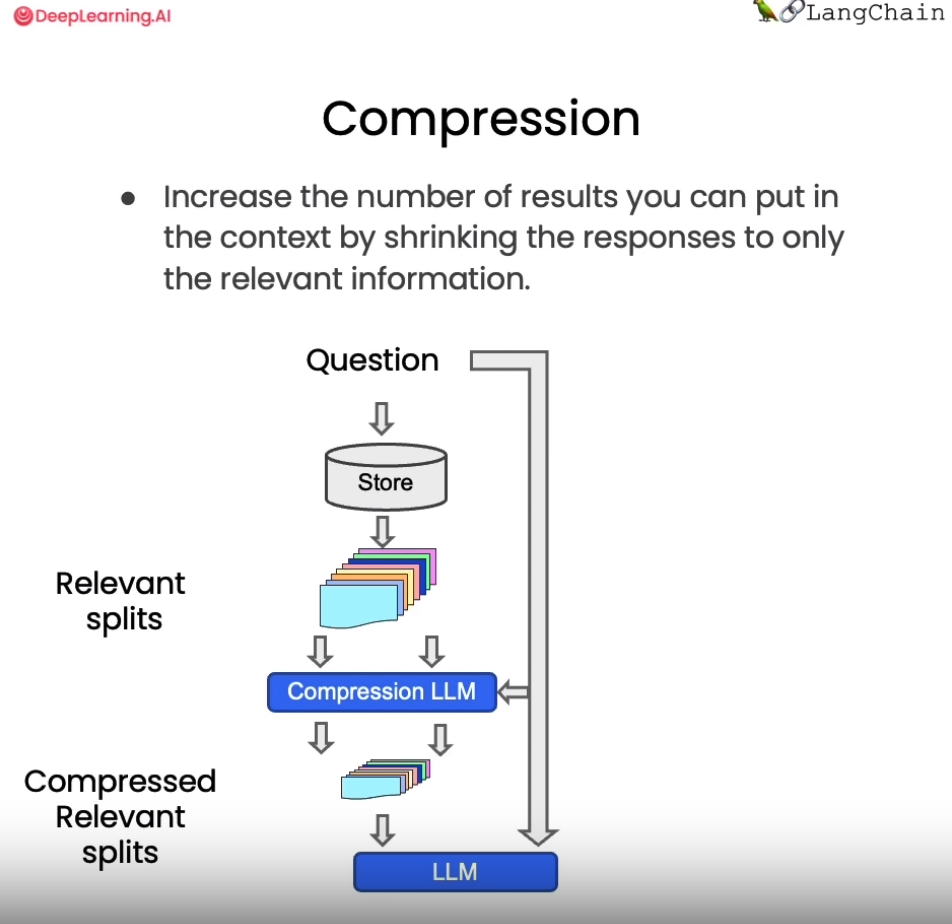 DeepLearning.AI
LangChain
Compression
● Increase the number of results you can put in
the context by shrinking the responses to only
the relevant information.
Question
Store
Relevant
splits
Compression LLM
Compressed
Relevant
splits
LLM